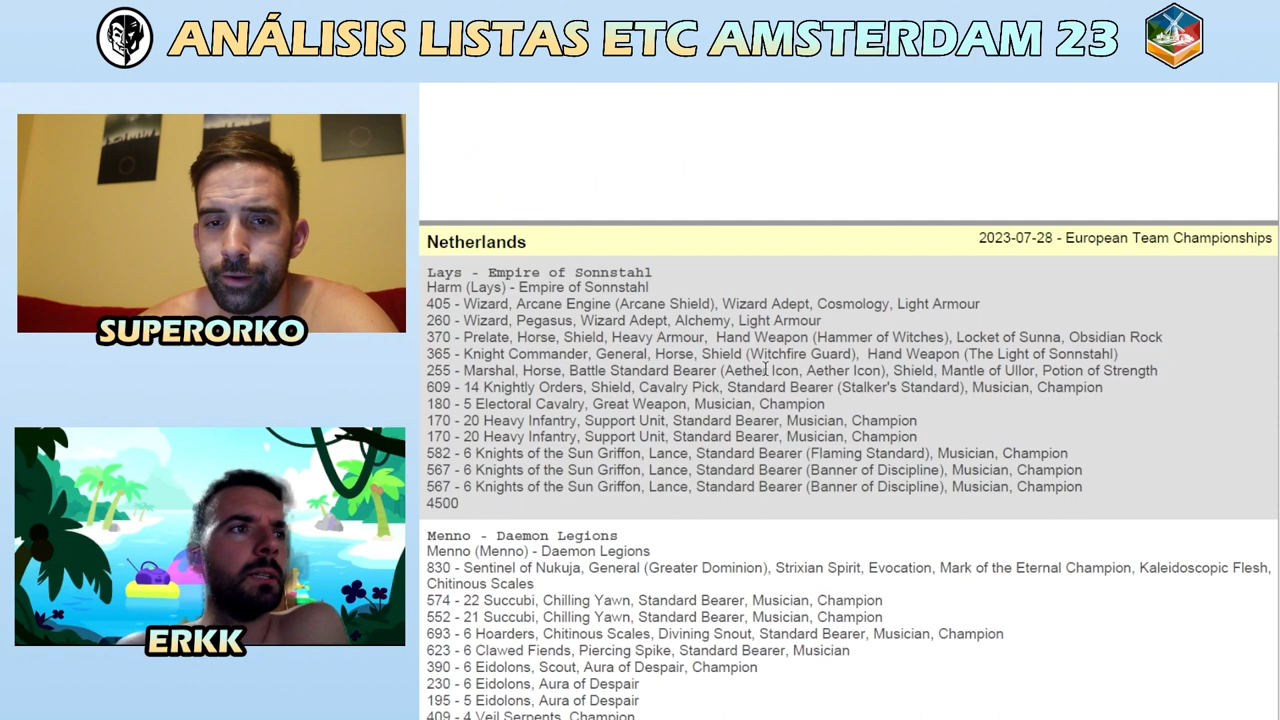 ANÁLISIS LISTAS ETC AMSTERDAM 23
SUPERORKO
ERKK
Netherlands
2023-07-28 - European Team Championships
Lays - Empire of Sonnstahl
Harm (Lays) - Empire of Sonnstahl
405 - Wizard, Arcane Engine (Arcane Shield), Wizard Adept, Cosmology, Light Armour
260 - Wizard, Pegasus, Wizard Adept, Alchemy, Light Armour
370 - Prelate, Horse, Shield, Heavy Armour, Hand Weapon (Hammer of Witches), Locket of Sunna, Obsidian Rock
365 - Knight Commander, General, Horse, Shield (Witchfire Guard), Hand Weapon (The Light of Sonnstahl)
255 - Marshal, Horse, Battle Standard Bearer (Aether Icon, Aether Icon), Shield, Mantle of Ullor, Potion of Strength
609 - 14 Knightly Orders, Shield, Cavalry Pick, Standard Bearer (Stalker's Standard), Musician, Champion
180 - 5 Electoral Cavalry, Great Weapon, Musician, Champion
170 - 20 Heavy Infantry, Support Unit, Standard Bearer, Musician, Champion
170 - 20 Heavy Infantry, Support Unit, Standard Bearer, Musician, Champion
582 - 6 Knights of the Sun Griffon, Lance, Standard Bearer (Flaming Standard), Musician, Champion
567 - 6 Knights of the Sun Griffon, Lance, Standard Bearer (Banner of Discipline), Musician, Champion
567 - 6 Knights of the Sun Griffon, Lance, Standard Bearer (Banner of Discipline), Musician, Champion
4500
Menno - Daemon Legions
Menno (Menno) - Daemon Legions
830 - Sentinel of Nukuja, General (Greater Dominion), Strixian Spirit, Evocation, Mark of the Eternal Champion, Kaleidoscopic Flesh,
Chitinous Scales
574 - 22 Succubi, Chilling Yawn, Standard Bearer, Musician, Champion
552 - 21 Succubi, Chilling Yawn, Standard Bearer, Musician, Champion
693 - 6 Hoarders, Chitinous Scales, Divining Snout, Standard Bearer, Musician, Champion
623 - 6 Clawed Fiends, Piercing Spike, Standard Bearer, Musician
390 - 6 Eidolons, Scout, Aura of Despair, Champion
230 - 6 Eidolons, Aura of Despair
195 - 5 Eidolons, Aura of Despair
409 - 4 Veil Serpents, Champion